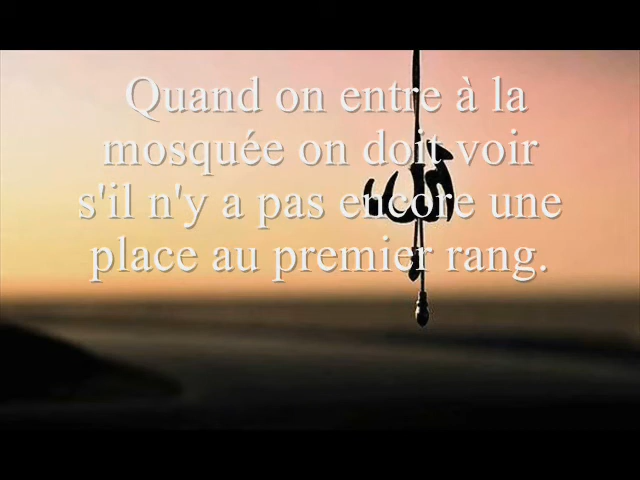 Quand on entre à la
mosquée on doit voir
s'il n'y a pas encore une
place au premier rang.